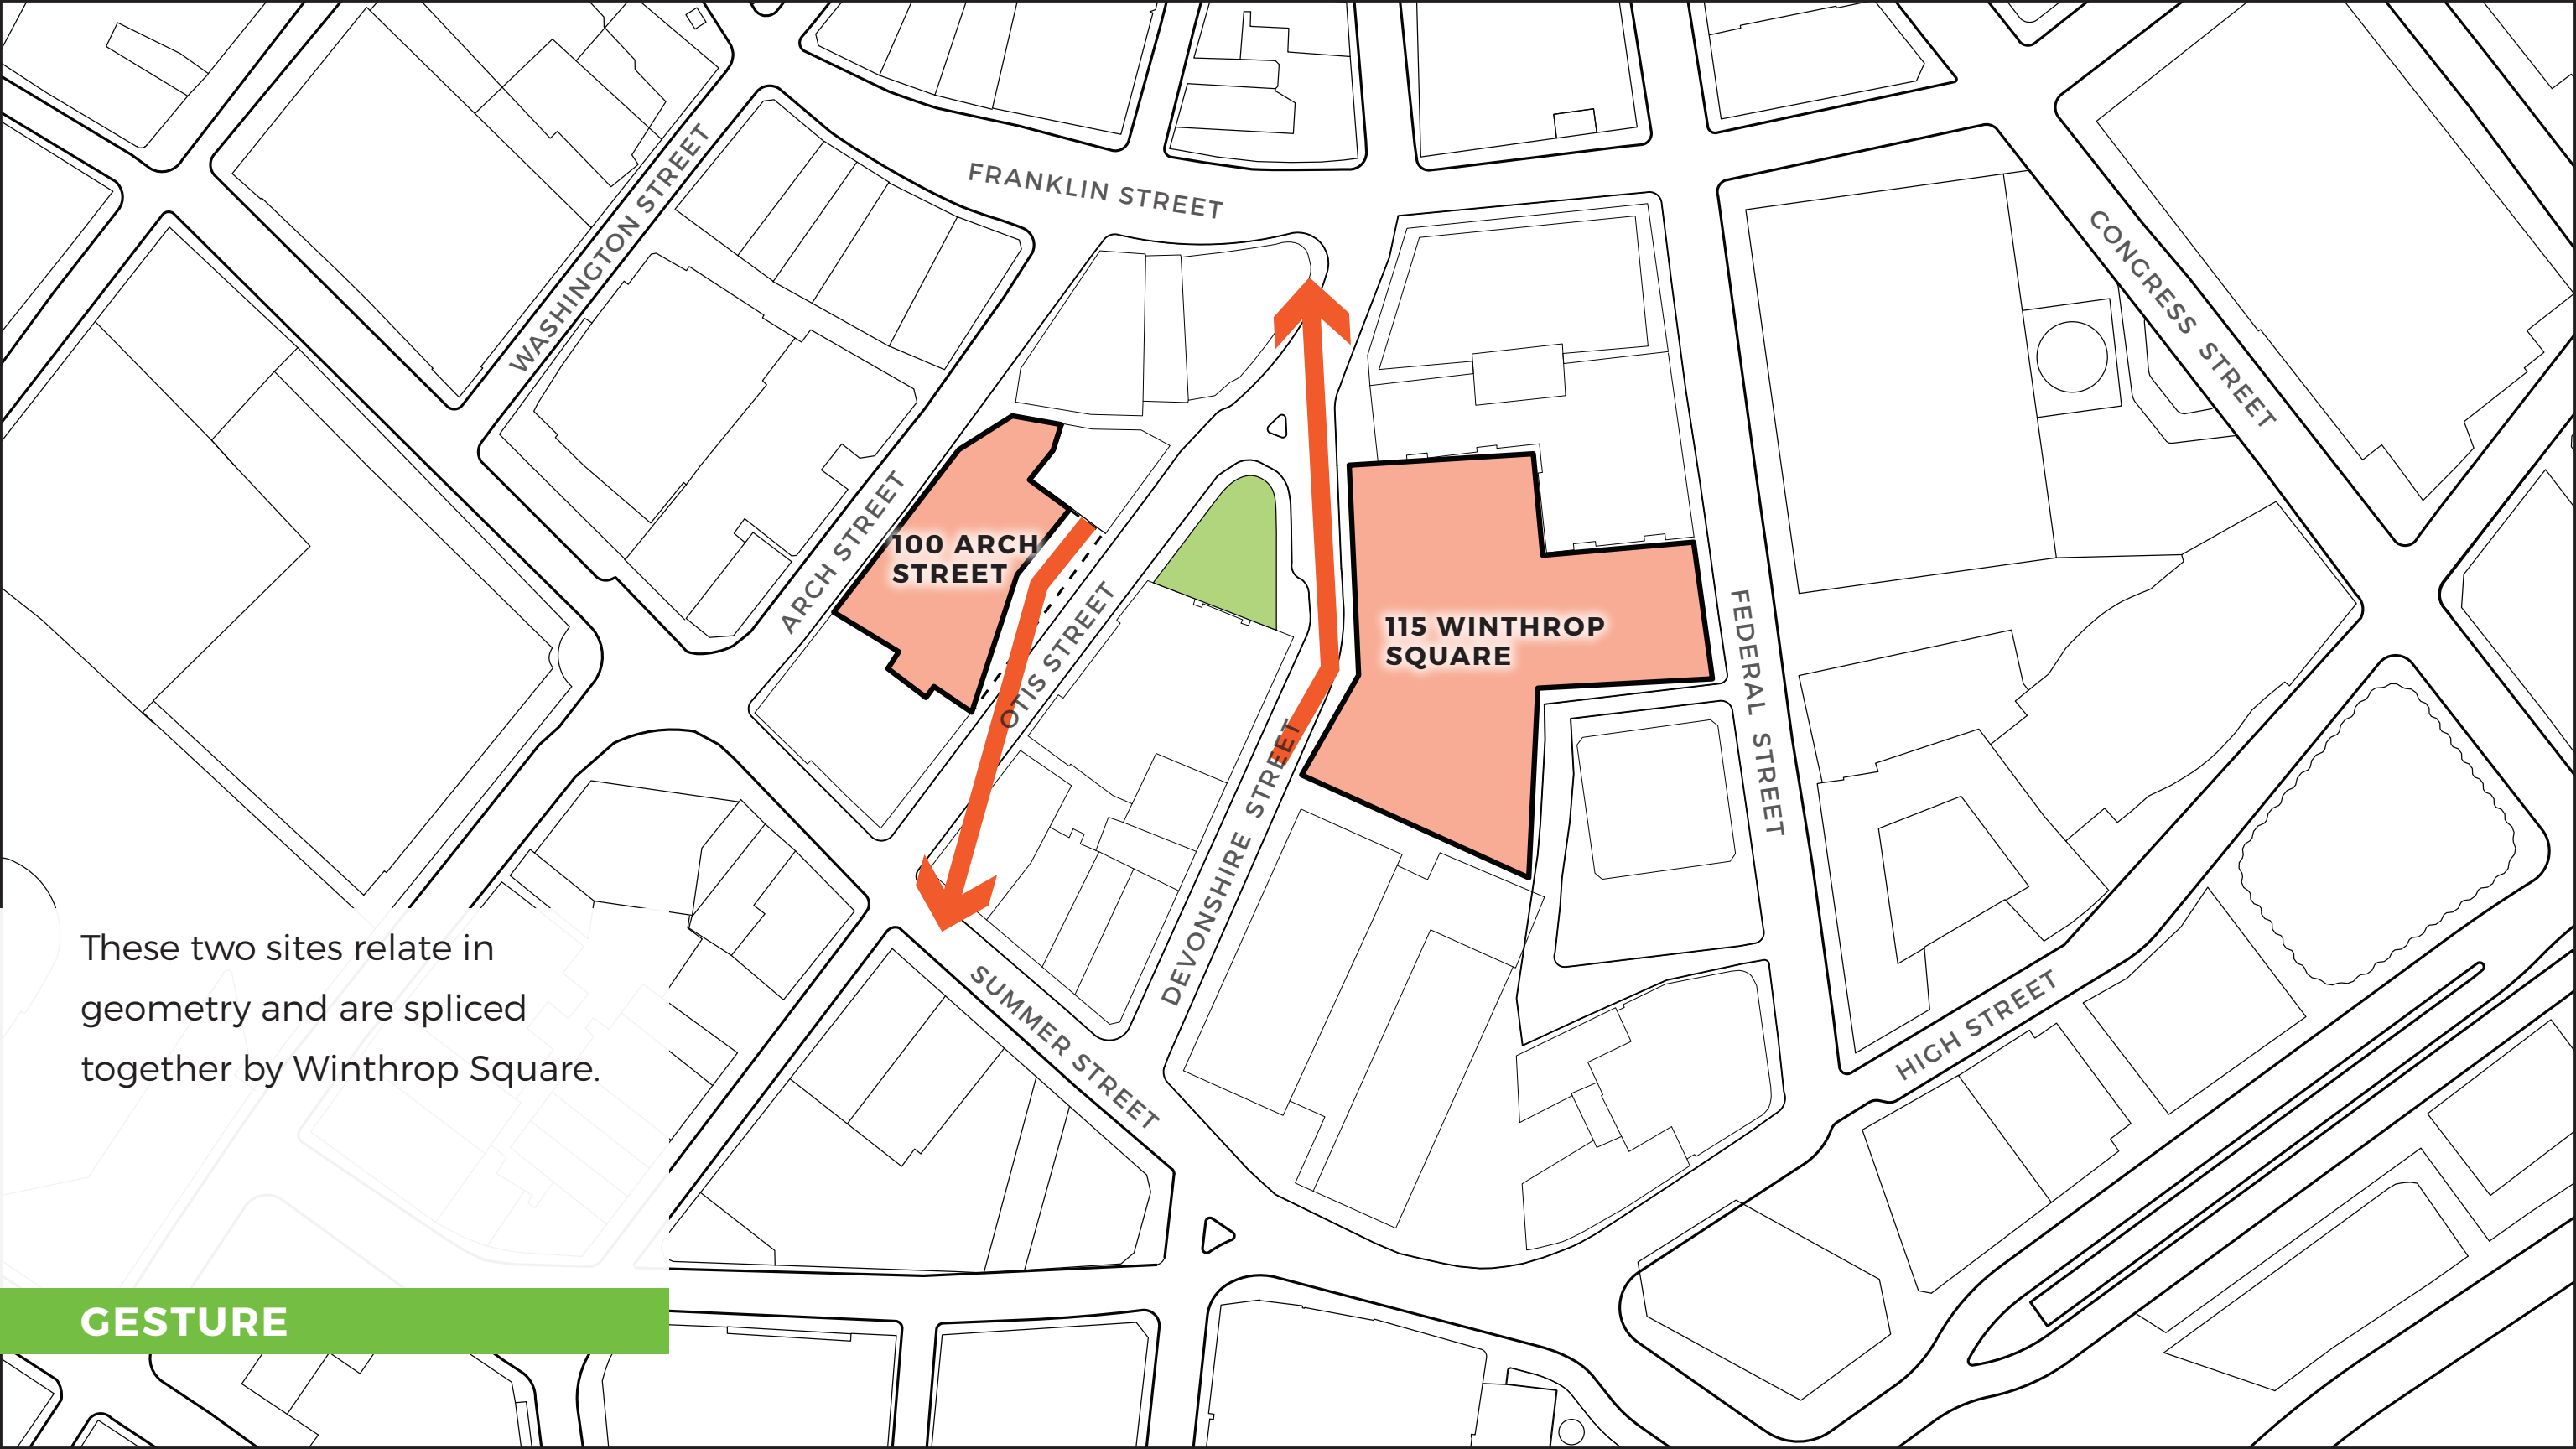 FRANKLIN STREET
WASHINGTON STREET
CONGRESS STREET
ARCH STREET
100 ARCH
STREET
OTIS STREET
115 WINTHROP
SQUARE
FEDERAL STREET
DEVONSHIRE STREET
SUMMER STREET
HIGH STREET
These two sites relate in
geometry and are spliced
together by Winthrop Square.
GESTURE